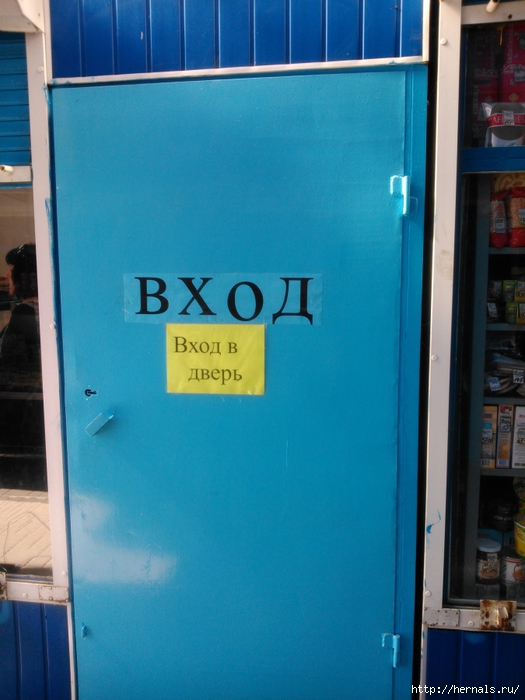 ВХОД
Вход в
дверь
http://hernals.ru/